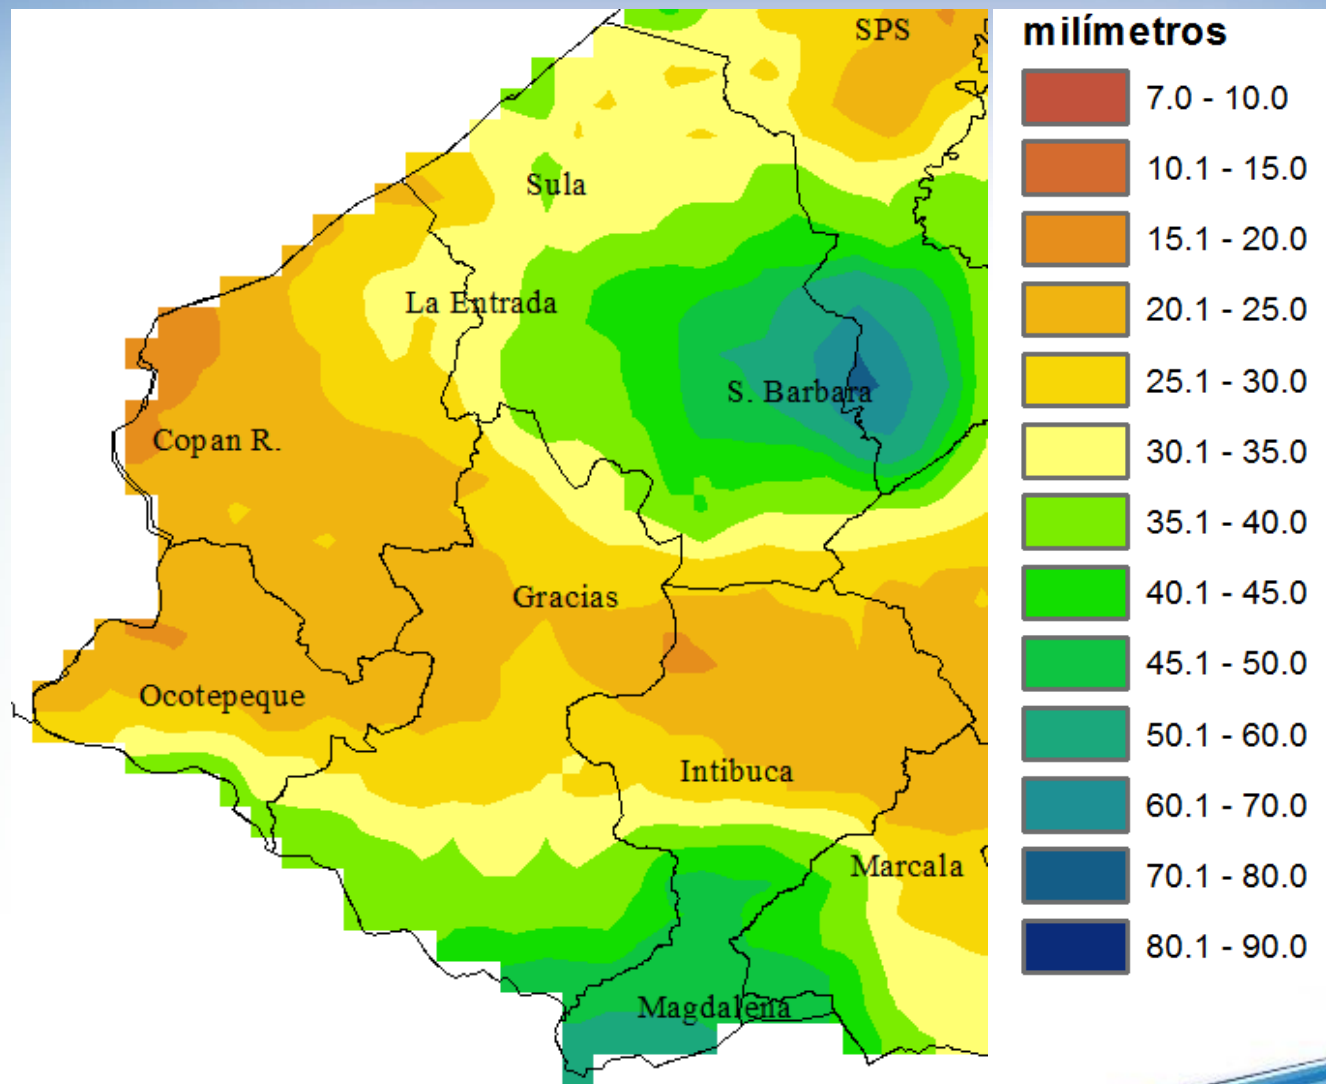 SPS
Sula
La Entrada
S. Barbara
Copan R.
Gracias
Ocotepeque
Intibuca
Marcala
Magdalena
milímetros
7.0 - 10.0
10.1 - 15.0
15.1 - 20.0
20.1 - 25.0
25.1 - 30.0
30.1 - 35.0
35.1 - 40.0
40.1 - 45.0
45.1 - 50.0
50.1 - 60.0
60.1 - 70.0
70.1 - 80.0
80.1 - 90.0